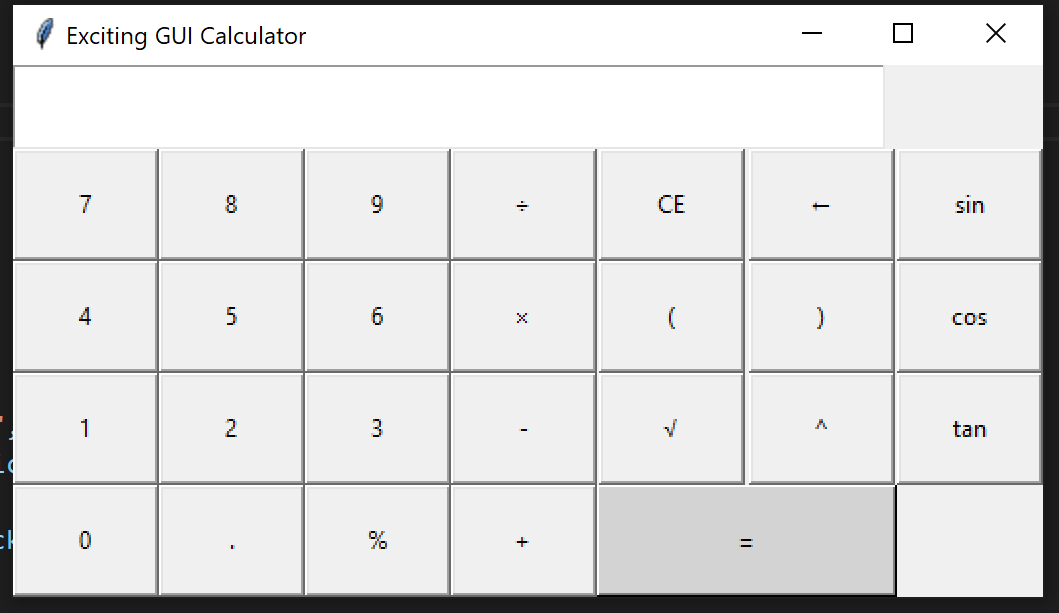 Exciting GUI Calculator
7 8 9 ÷ CE ← sin
4 5 6 × ( ) cos
1 2 3 - √ ^ tan
0 . % + =